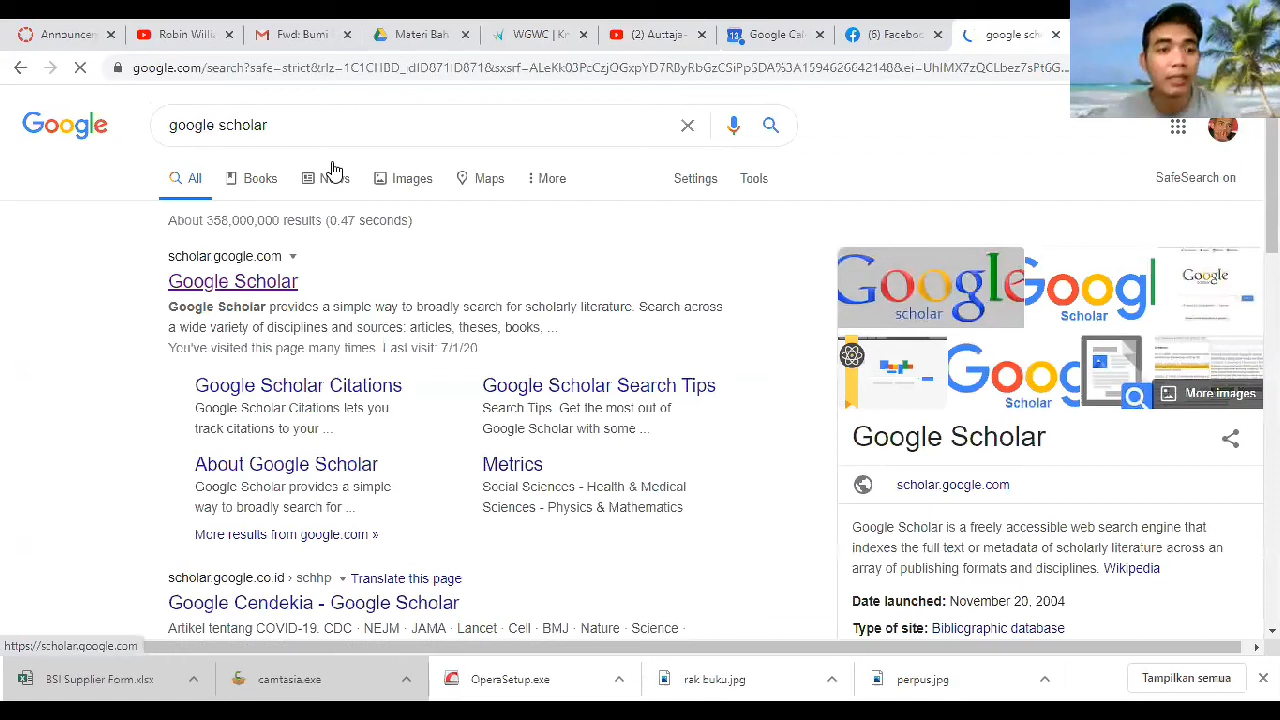 Announcem
Robin Willi
Fwd: Bumi
Materi Bah
WGWC | K
(2) Auttaja-
Google Cal
(5) Faceboo
google sch
google.com/search?safe=strict&rlz=
Google
google scholar
All
Books
News
Images
Maps
More
Settings
Tools
SafeSearch on
About 358,000,000 results (0.47 seconds)
scholar.google.com
Google Scholar
Google Scholar provides a simple way to broadly search for scholarly literature. Search across
a wide variety of disciplines and sources: articles, theses, books, ...
You've visited this page many times. Last visit: 7/1/20
Google Scholar Citations
Google Scholar Citations lets you
track citations to your ...
Google Scholar Search Tips
Search Tips. Get the most out of
Google Scholar with some ...
About Google Scholar
Google Scholar provides a simple
way to broadly search for ...
Metrics
Social Sciences - Health & Medical
Sciences - Physics & Mathematics
More results from google.com »
scholar.google.co.id › schhp
Translate this page
Google Cendekia - Google Scholar
Artikel tentang COVID-19. CDC · NEJM · JAMA · Lancet · Cell · BMJ · Nature · Science ·
Google
scholar
Googl
Scholar
Google
Goo
Scholar
More images
Google Scholar
scholar.google.com
Google Scholar is a freely accessible web search engine that
indexes the full text or metadata of scholarly literature across an
array of publishing formats and disciplines. Wikipedia
Date launched: November 20, 2004
Type of site: Bibliographic database
https://scholar.google.com
BSI Supplier Form.xlsx
camtasia.exe
OperaSetup.exe
rak buku.jpg
perpus.jpg
Tampilkan semua